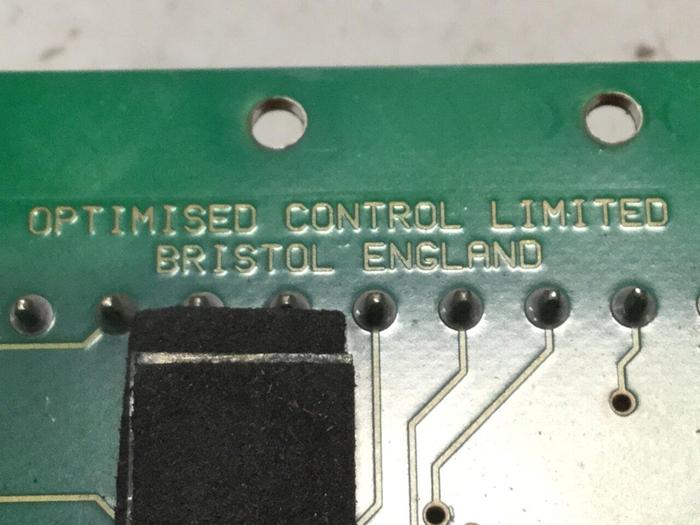 OPTIMISED CONTROL LIMITED
BRISTOL ENGLAND